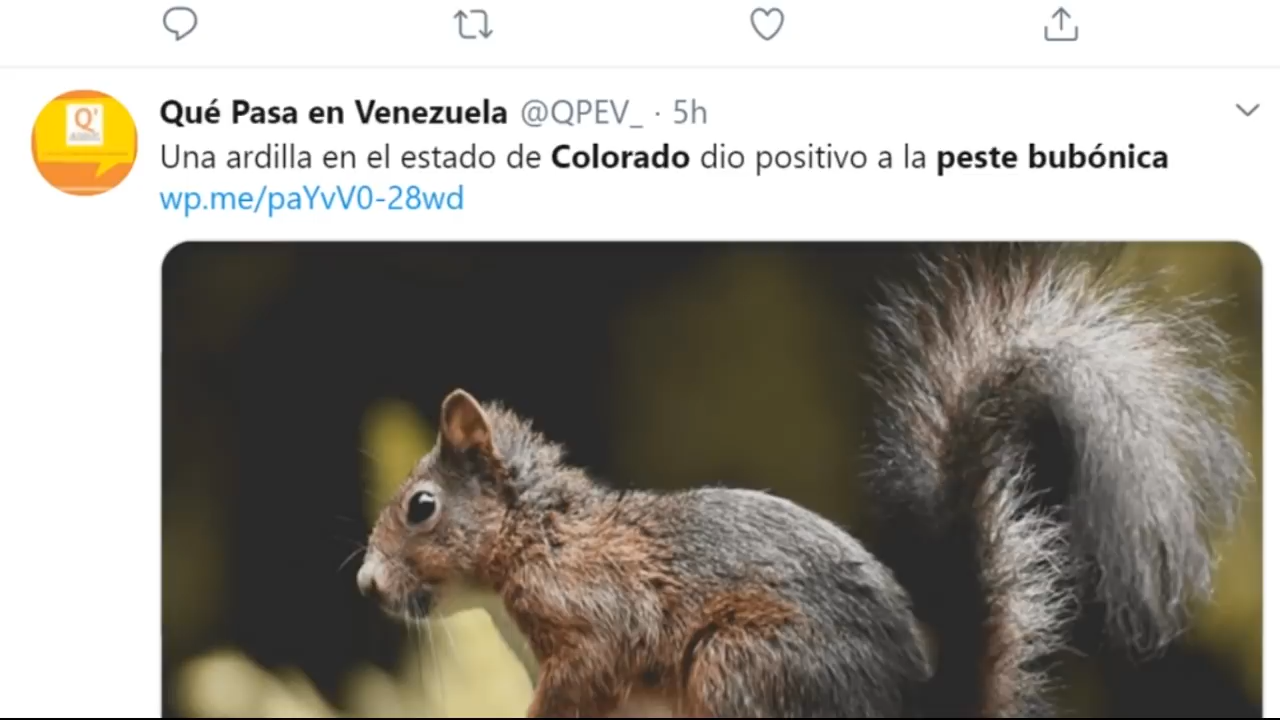 Qué Pasa en Venezuela @QPEV_ · 5h
Una ardilla en el estado de Colorado dio positivo a la peste bubónica
wp.me/paYvV0-28wd
Q'